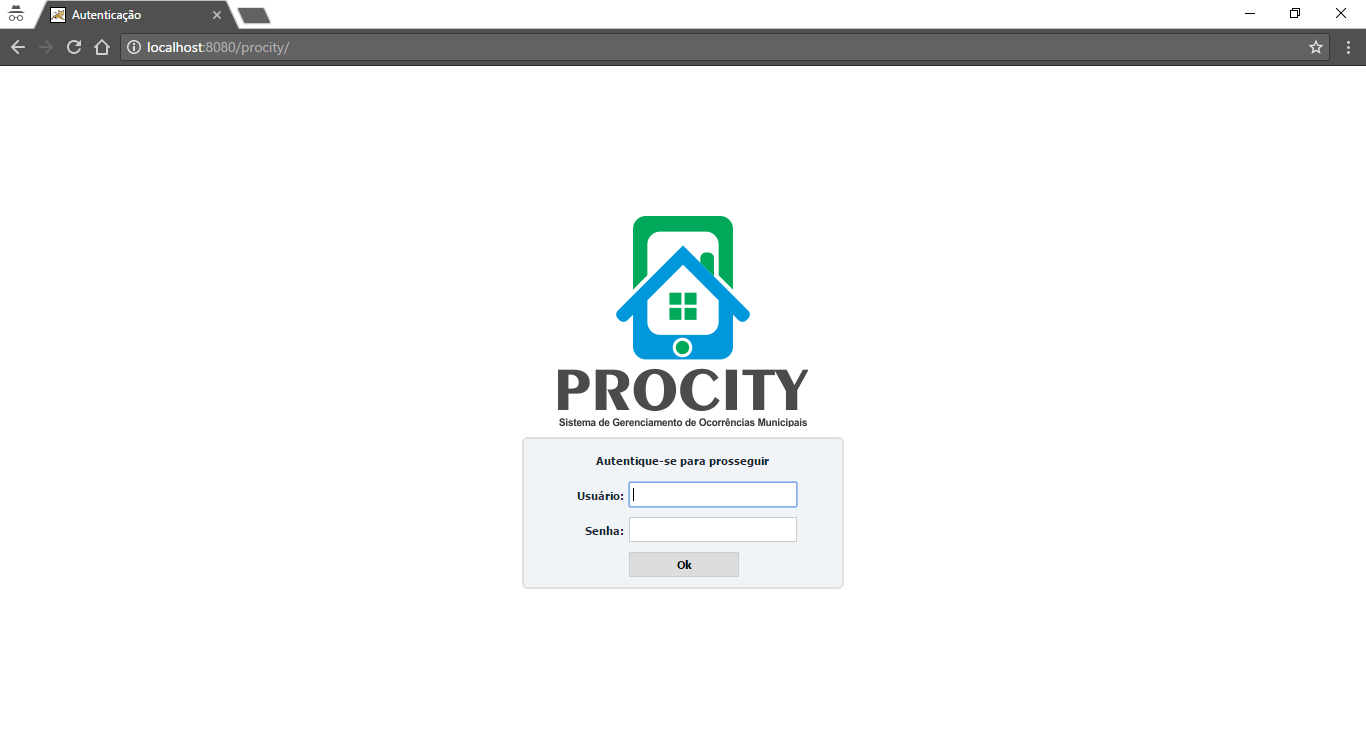 Autenticação
localhost:8080/procity/
PROCITY
Sistema de Gerenciamento de Ocorrências Municipais
Autentique-se para prosseguir
Usuário:
Senha:
Ok